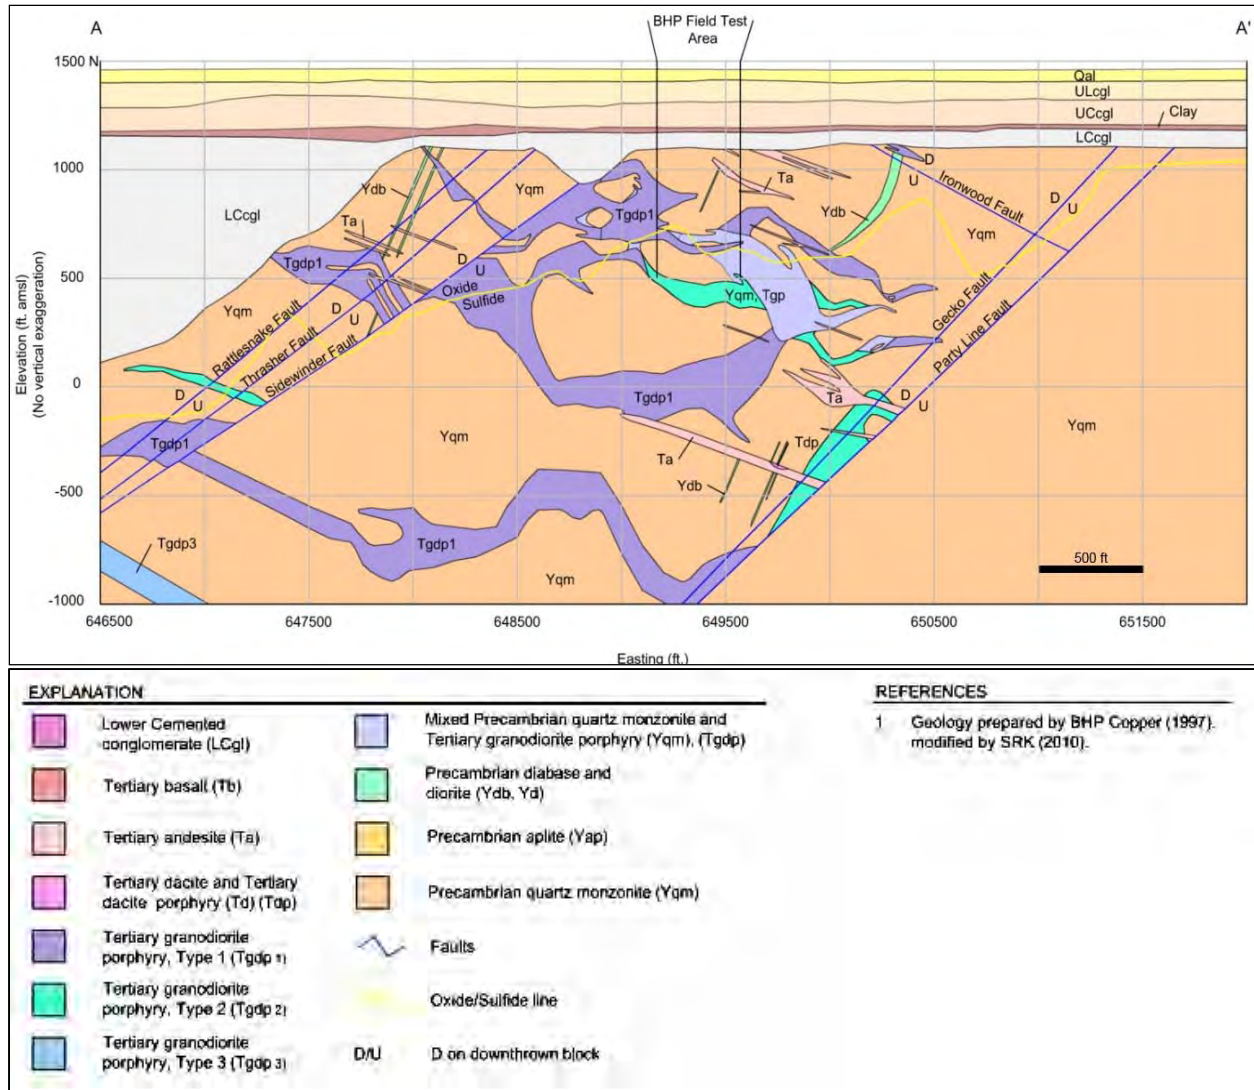 A
BHP Field Test
Area
A'
1500 N
Qal
ULcgl
UCcgl
Clay
LCcgl
1000
Ydb
Yqm
Ta
D
U
Ironwood Fault
D
U
LCcgl
Ta
Tgdp1
Ydb
Yqm
Tgdp1
D
U
Oxide
Sulfide
500
Yqm, Tgp
Yqm
D
U
Rattlesnake Fault
Thrasher Fault
Sidewinder Fault
Gecko Fault
Party Line Fault
0
D
U
Tgdp1
Ta
D
U
Tgdp1
Yqm
Ta
Tdp
Yqm
Ydb
-500
Tgdp3
Tgdp1
Yqm
500 ft
-1000
646500
647500
648500
649500
650500
651500
Easting (ft.)
Elevation (ft. amsl)
(No vertical exaggeration)
EXPLANATION
Lower Cemented
conglomerate (LCgl)
Tertiary basalt (Tb)
Tertiary andesite (Ta)
Tertiary dacite and Tertiary
dacite porphyry (Td) (Tdp)
Tertiary granodiorite
porphyry, Type 1 (Tgdp 1)
Tertiary granodiorite
porphyry, Type 2 (Tgdp 2)
Tertiary granodiorite
porphyry, Type 3 (Tgdp 3)
Mixed Precambrian quartz monzonite and
Tertiary granodiorite porphyry (Yqm), (Tgdp)
Precambrian diabase and
diorite (Ydb, Yd)
Precambrian aplite (Yap)
Precambrian quartz monzonite (Yqm)
Faults
Oxide/Sulfide line
D/U D on downthrown block
REFERENCES
1 Geology prepared by BHP Copper (1997).
modified by SRK (2010).